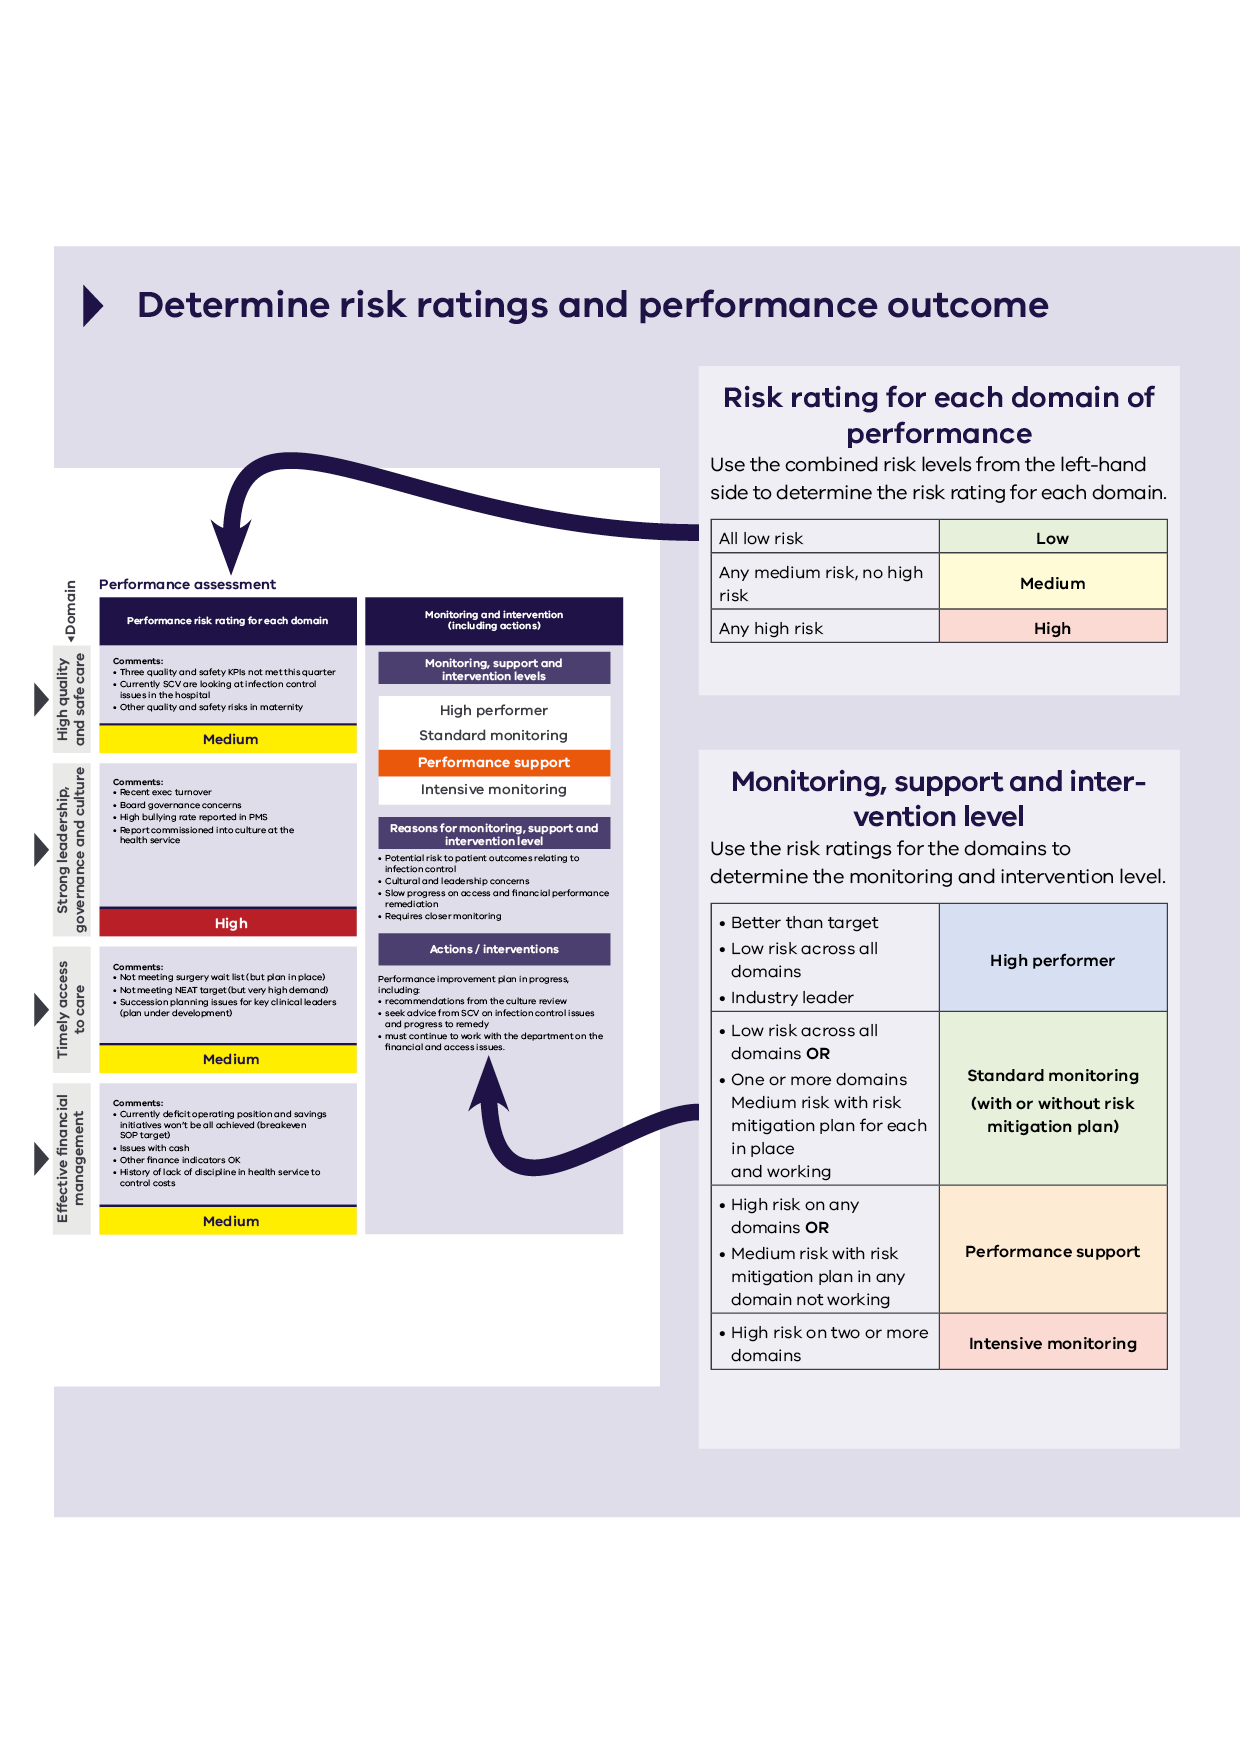 Determine risk ratings and performance outcome
Risk rating for each domain of
performance
Use the combined risk levels from the left-hand
side to determine the risk rating for each domain.
All low risk
Low
Any medium risk, no high
risk
Medium
Any high risk
High
Performance assessment
Domain
Performance risk rating for each domain
Monitoring and intervention
(including actions)
High quality
and safe care
Comments:
• Three quality and safety KPIs not met this quarter
• Currently SCV are looking at infection control
issues in the hospital
• Other quality and safety risks in maternity
Medium
Strong leadership,
governance and culture
Comments:
• Recent exec turnover
• Board governance concerns
• High bullying rate reported in PMS
• Report commissioned into culture at the
health service
High
Timely access
to care
Comments:
• Not meeting surgery wait list (but plan in place)
• Not meeting NEAT target (but very high demand)
• Succession planning issues for key clinical leaders
(plan under development)
Medium
Effective financial
management
Comments:
• Currently deficit operating position and savings
initiatives won't be all achieved (breakeven
SOP target)
• Issues with cash
• Other finance indicators OK
• History of lack of discipline in health service to
control costs
Medium
Monitoring, support and
intervention levels
High performer
Standard monitoring
Performance support
Intensive monitoring
Reasons for monitoring, support and
intervention level
• Potential risk to patient outcomes relating to
infection control
• Cultural and leadership concerns
• Slow progress on access and financial performance
remediation
• Requires closer monitoring
Actions / interventions
Performance improvement plan in progress,
including:
• recommendations from the culture review
• seek advice from SCV on infection control issues
and progress to remedy
• must continue to work with the department on the
financial and access issues.
Monitoring, support and inter-
vention level
Use the risk ratings for the domains to
determine the monitoring and intervention level.
• Better than target
• Low risk across all
domains
• Industry leader
High performer
• Low risk across all
domains OR
• One or more domains
Medium risk with risk
mitigation plan for each
in place
and working
Standard monitoring
(with or without risk
mitigation plan)
• High risk on any
domains OR
• Medium risk with risk
mitigation plan in any
domain not working
Performance support
• High risk on two or more
domains
Intensive monitoring